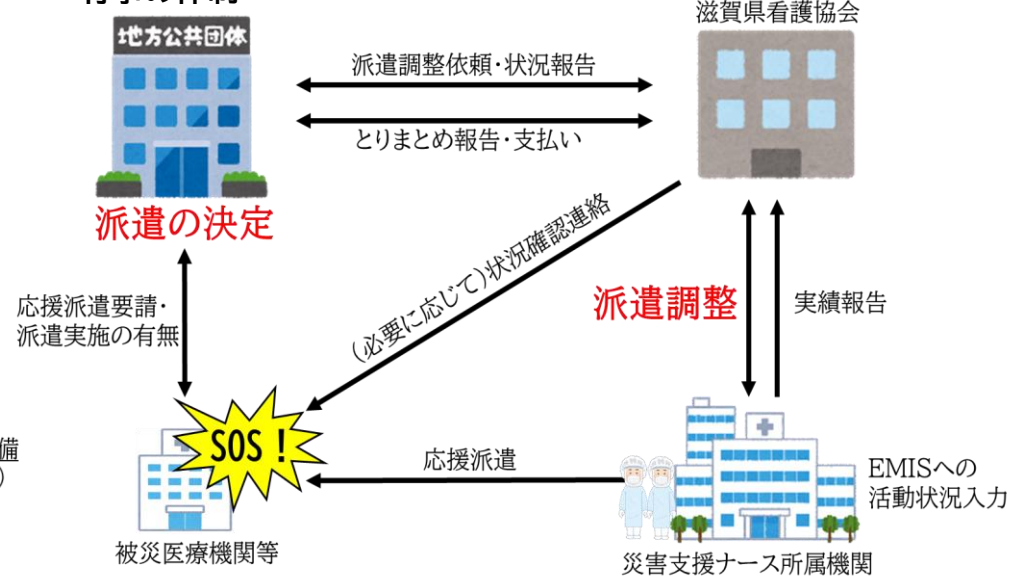 滋賀県看護協会
地方公共団体
派遣調整依頼・状況報告
とりまとめ報告・支払い
派遣の決定
(必要に応じて)状況確認連絡
応援派遣要請・
派遣実施の有無
派遣調整
実績報告
SOS!
備
)
応援派遣
EMISへの
活動状況入力
被災医療機関等
災害支援ナース所属機関